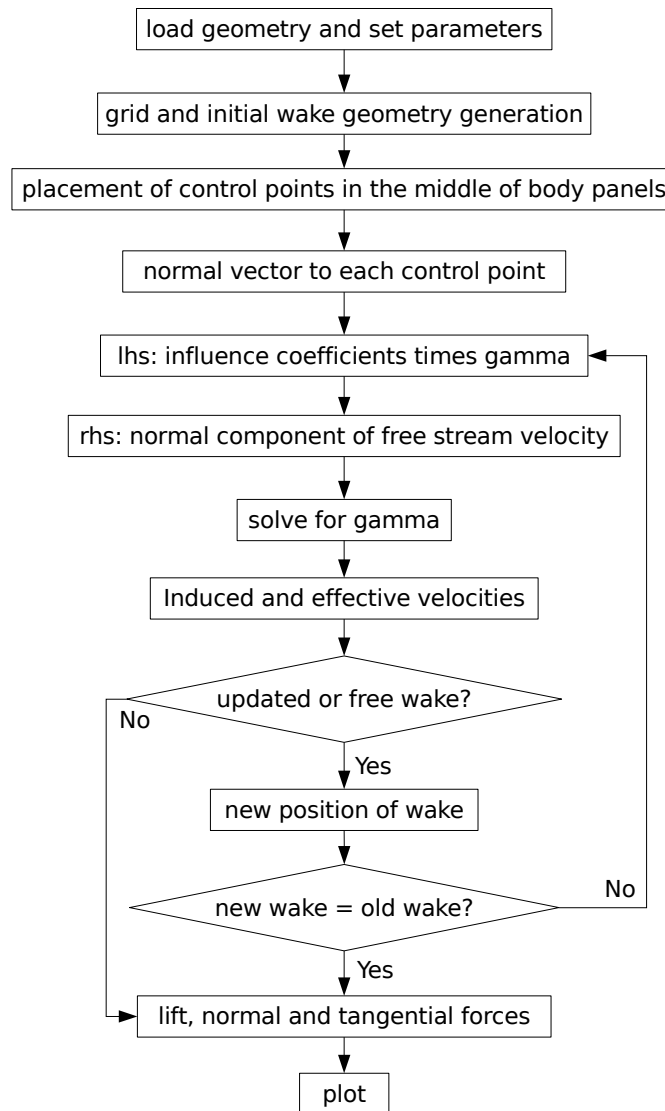 load geometry and set parameters
grid and initial wake geometry generation
placement of control points in the middle of body panels
normal vector to each control point
lhs: influence coefficients times gamma
rhs: normal component of free stream velocity
solve for gamma
Induced and effective velocities
updated or free wake?
No
Yes
new position of wake
new wake = old wake?
No
Yes
lift, normal and tangential forces
plot